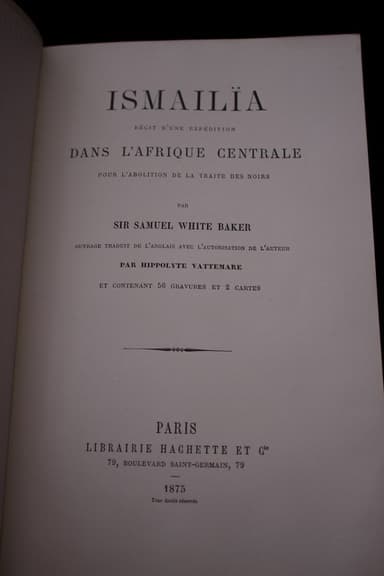 ISMAILÏA
RÉCIT D'UNE EXPÉDITION
DANS L'AFRIQUE CENTRALE
POUR L'ABOLITION DE LA TRAITE DES NOIRS
PAR
SIR SAMUEL WHITE BAKER
OUVRAGE TRADUIT DE L'ANGLAIS AVEC L'AUTORISATION DE L'AUTEUR
PAR HIPPOLYTE VATTEMARE
ET CONTENANT 56 GRAVURES ET 2 CARTES
PARIS
LIBRAIRIE HACHETTE ET Cie
79, BOULEVARD SAINT-GERMAIN, 79
1875
Tous droits réservés